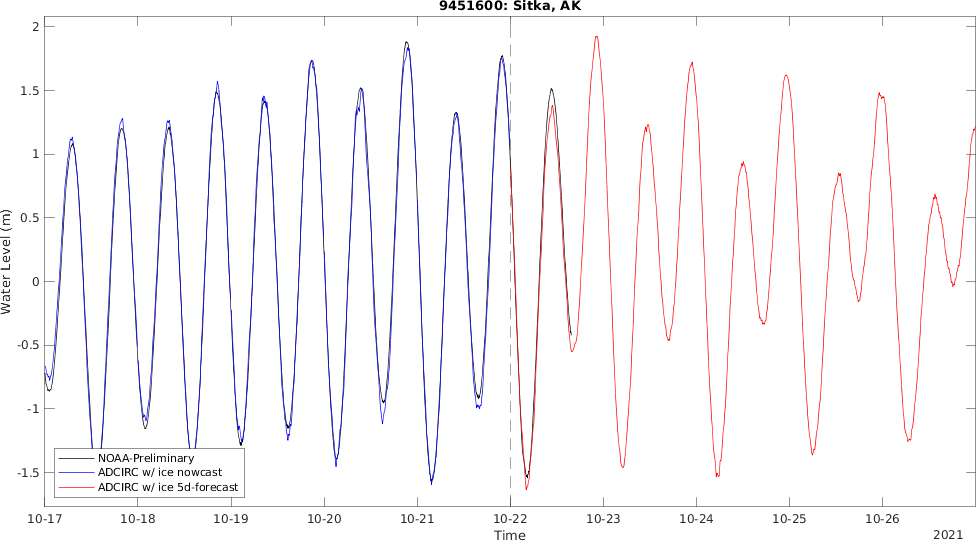 9451600: Sitka, AK
2
1.5
1
0.5
0
-0.5
-1
-1.5
Water Level (m)
NOAA-Preliminary
ADCIRC w/ ice nowcast
ADCIRC w/ ice 5d-forecast
10-17 10-18 10-19 10-20 10-21 10-22 10-23 10-24 10-25 10-26
Time
2021